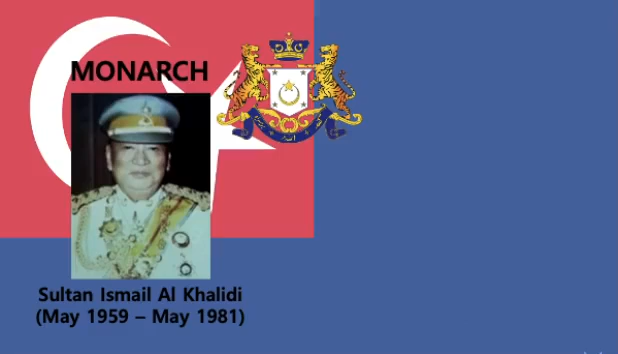 MONARCH
Sultan Ismail Al Khalidi
(May 1959 – May 1981)